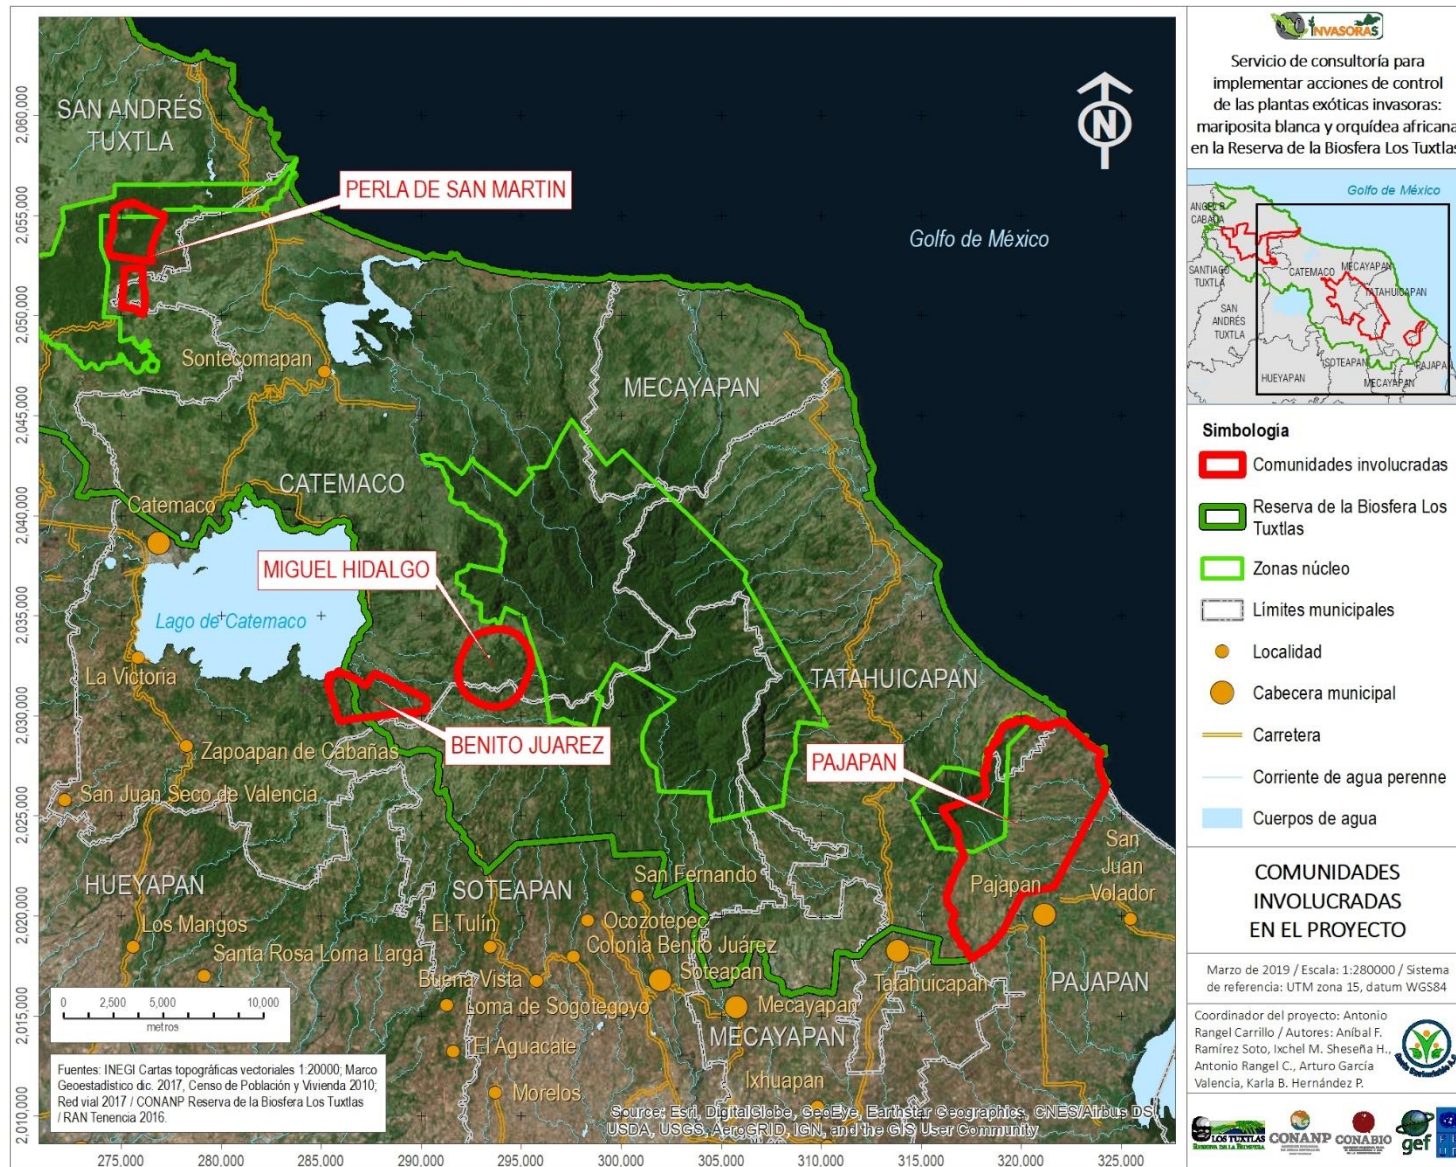 INVASORAS
Servicio de consultoría para
implementar acciones de control
de las plantas exóticas invasoras:
mariposita blanca y orquídea africana
en la Reserva de la Biosfera Los Tuxtlas
Golfo de México
ANGEL R
CABADA
SANTIAGO
TUXTLA
SAN
ANDRÉS
TUXTLA
CATEMACO
MECAYAPAN
TATAHUICAPAN
HUEYAPAN
SOTEAPAN
MECAYAPAN
PAJAPAN
Simbología
Comunidades involucradas
Reserva de la Biosfera Los
Tuxtlas
Zonas núcleo
Límites municipales
Localidad
Cabecera municipal
Carretera
Corriente de agua perenne
Cuerpos de agua
COMUNIDADES
INVOLUCRADAS
EN EL PROYECTO
Marzo de 2019 / Escala: 1:280000 / Sistema
de referencia: UTM zona 15, datum WGS84
Coordinador del proyecto: Antonio
Rangel Carrillo / Autores: Aníbal F.
Ramírez Soto, Ixchel M. Sheseña H.,
Antonio Rangel C., Arturo García
Valencia, Karla B. Hernández P.
LOS TUXTLAS
RESERVA DE LA BIOSFERA
CONANP
CONABIO
gef
SAN ANDRÉS
TUXTLA
PERLA DE SAN MARTIN
Golfo de México
Sontecomapan
MECAYAPAN
CATEMACO
Catemaco
MIGUEL HIDALGO
Lago de Catemaco
La Victoria
TATAHUICAPAN
BENITO JUAREZ
Zapoapan de Cabañas
PAJAPAN
San Juan Seco de Valencia
San
Juan
Volador
HUEYAPAN
SOTEAPAN
San Fernando
Pajapan
Los Mangos
El Tulín
Ocozotepec
Santa Rosa Loma Larga
Colonia Benito Juárez
Buena Vista
Soteapan
Tatahuicapan
PAJAPAN
Loma de Sogotegoyo
Mecayapan
MECAYAPAN
El Aguacate
Ixhuapan
Morelos
0 2,500 5,000 10,000
metros
Fuentes: INEGI Cartas topográficas vectoriales 1:20000; Marco
Geoestadístico dic. 2017, Censo de Población y Vivienda 2010;
Red vial 2017 / CONANP Reserva de la Biosfera Los Tuxtlas
/ RAN Tenencia 2016.
Source: Esri, DigitalGlobe, GeoEye, Earthstar Geographics, CNES/Airbus DS,
USDA, USGS, AeroGRID, IGN, and the GIS User Community
2,060,000
2,055,000
2,050,000
2,045,000
2,040,000
2,035,000
2,030,000
2,025,000
2,020,000
2,015,000
2,010,000
275,000 280,000 285,000 290,000 295,000 300,000 305,000 310,000 315,000 320,000 325,000
N